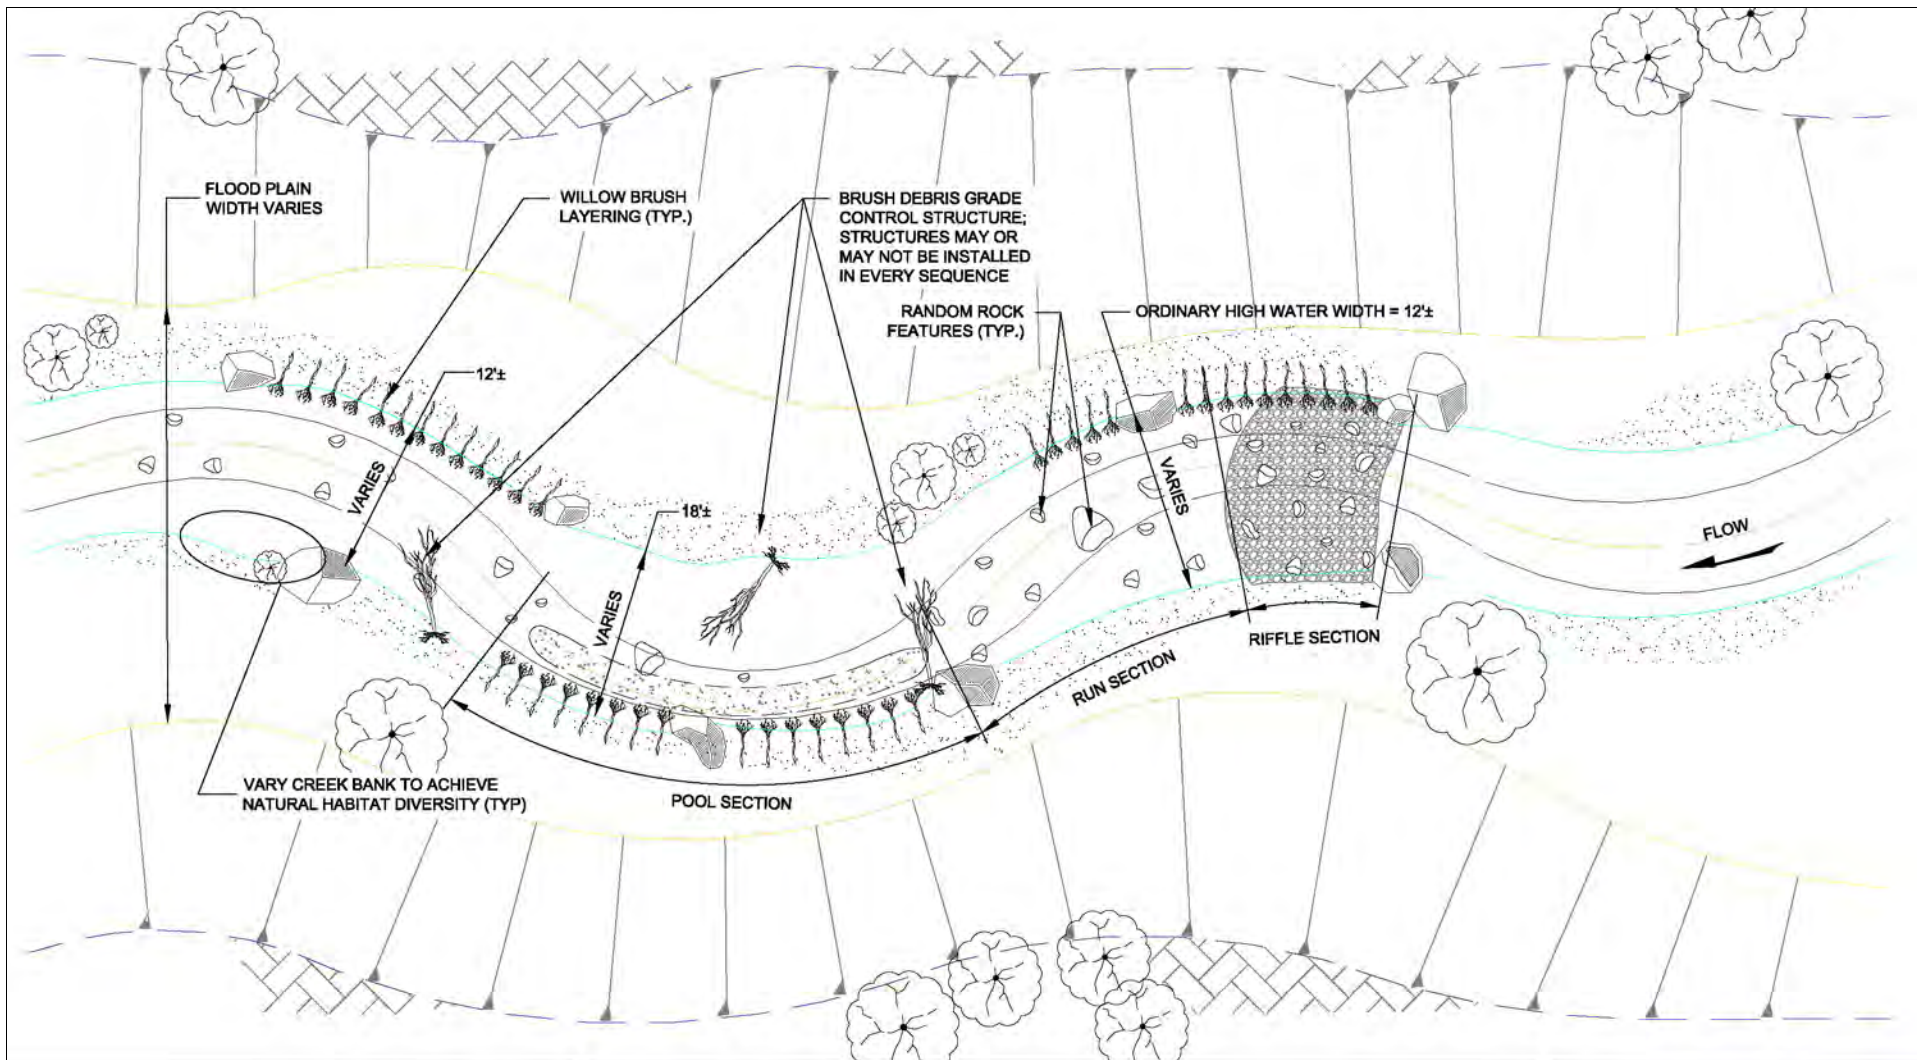 FLOOD PLAIN
WIDTH VARIES
WILLOW BRUSH
LAYERING (TYP.)
BRUSH DEBRIS GRADE
CONTROL STRUCTURE;
STRUCTURES MAY OR
MAY NOT BE INSTALLED
IN EVERY SEQUENCE
RANDOM ROCK
FEATURES (TYP.)
ORDINARY HIGH WATER WIDTH = 12'±
12'±
VARIES
18'±
VARIES
VARIES
FLOW
RIFFLE SECTION
RUN SECTION
POOL SECTION
VARY CREEK BANK TO ACHIEVE
NATURAL HABITAT DIVERSITY (TYP)